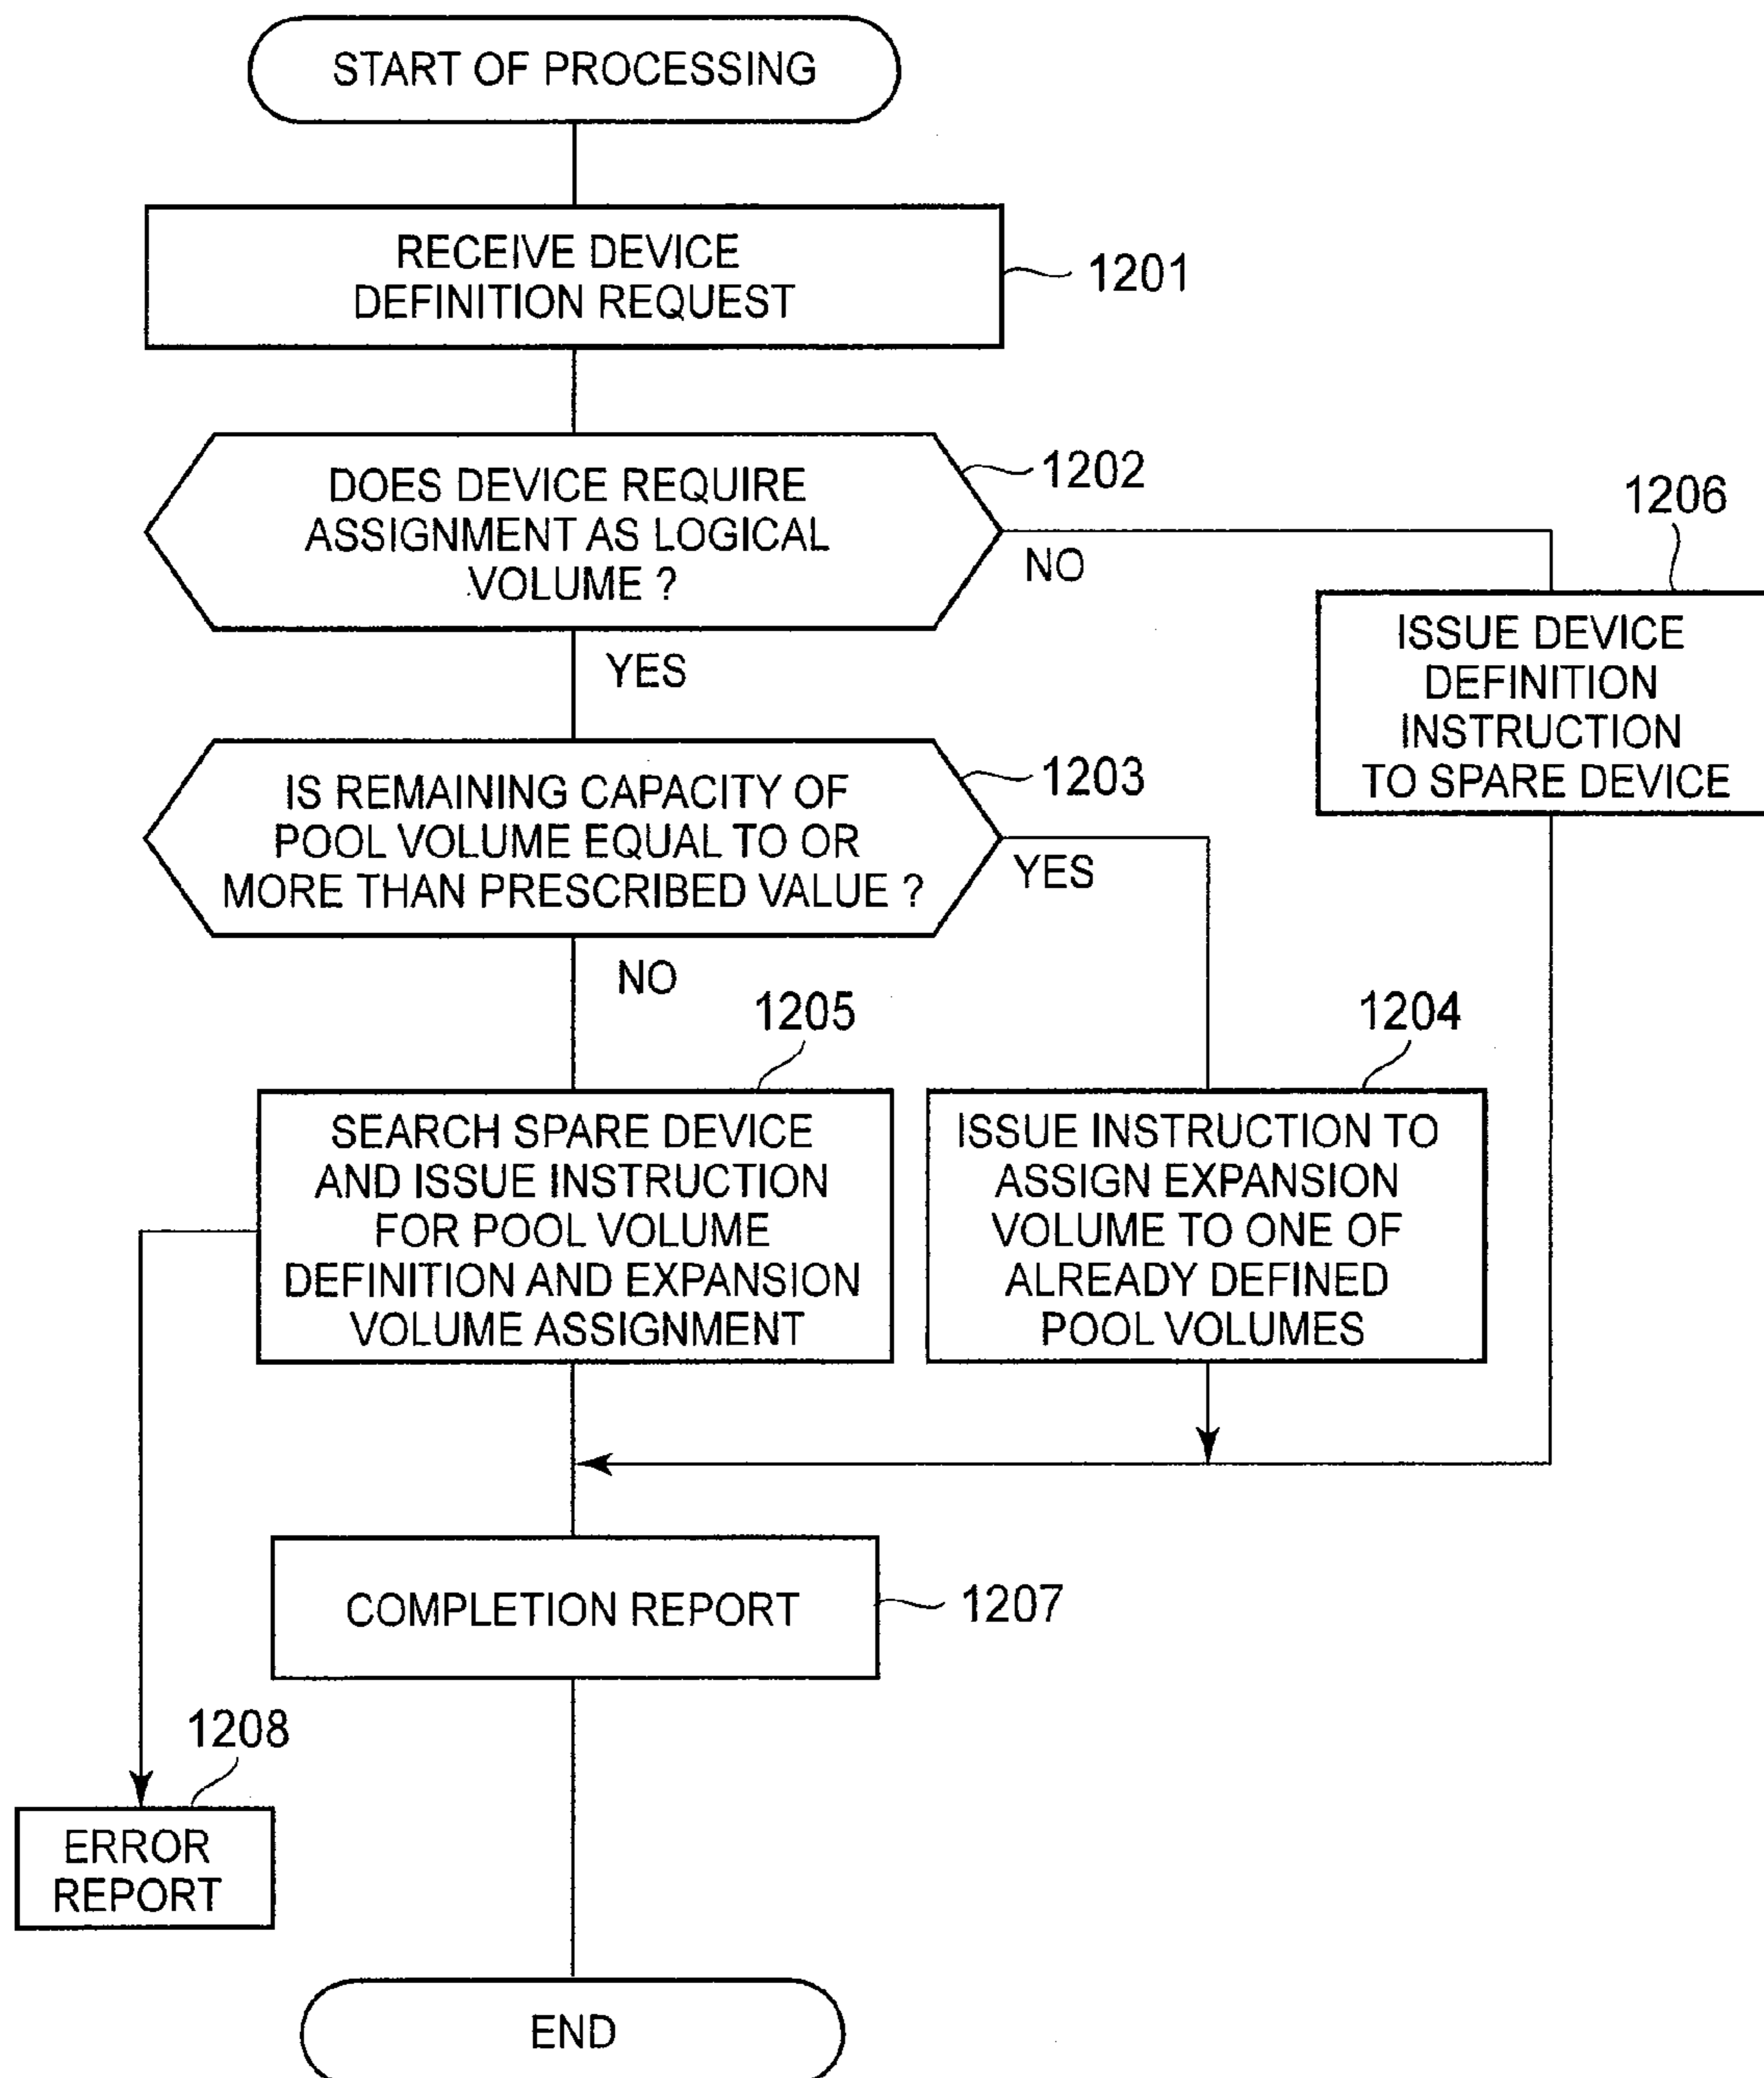 START OF PROCESSING
RECEIVE DEVICE
DEFINITION REQUEST
1201
DOES DEVICE REQUIRE
ASSIGNMENT AS LOGICAL
VOLUME ?
1202
NO
YES
1206
ISSUE DEVICE
DEFINITION
INSTRUCTION
TO SPARE DEVICE
IS REMAINING CAPACITY OF
POOL VOLUME EQUAL TO OR
MORE THAN PRESCRIBED VALUE ?
1203
YES
NO
1205
SEARCH SPARE DEVICE
AND ISSUE INSTRUCTION
FOR POOL VOLUME
DEFINITION AND EXPANSION
VOLUME ASSIGNMENT
1204
ISSUE INSTRUCTION TO
ASSIGN EXPANSION
VOLUME TO ONE OF
ALREADY DEFINED
POOL VOLUMES
COMPLETION REPORT
1207
1208
ERROR
REPORT
END